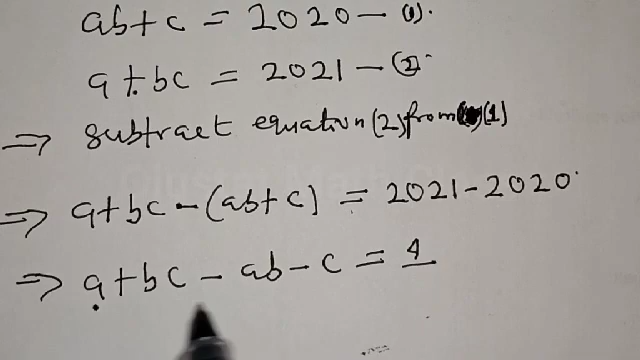 ab+c = 2020 — (1).
a+bc = 2021 — (2).
⇒ subtract equation (2) from (1)
⇒ a+bc - (ab+c) = 2021 - 2020.
⇒ a+bc - ab - c = 1